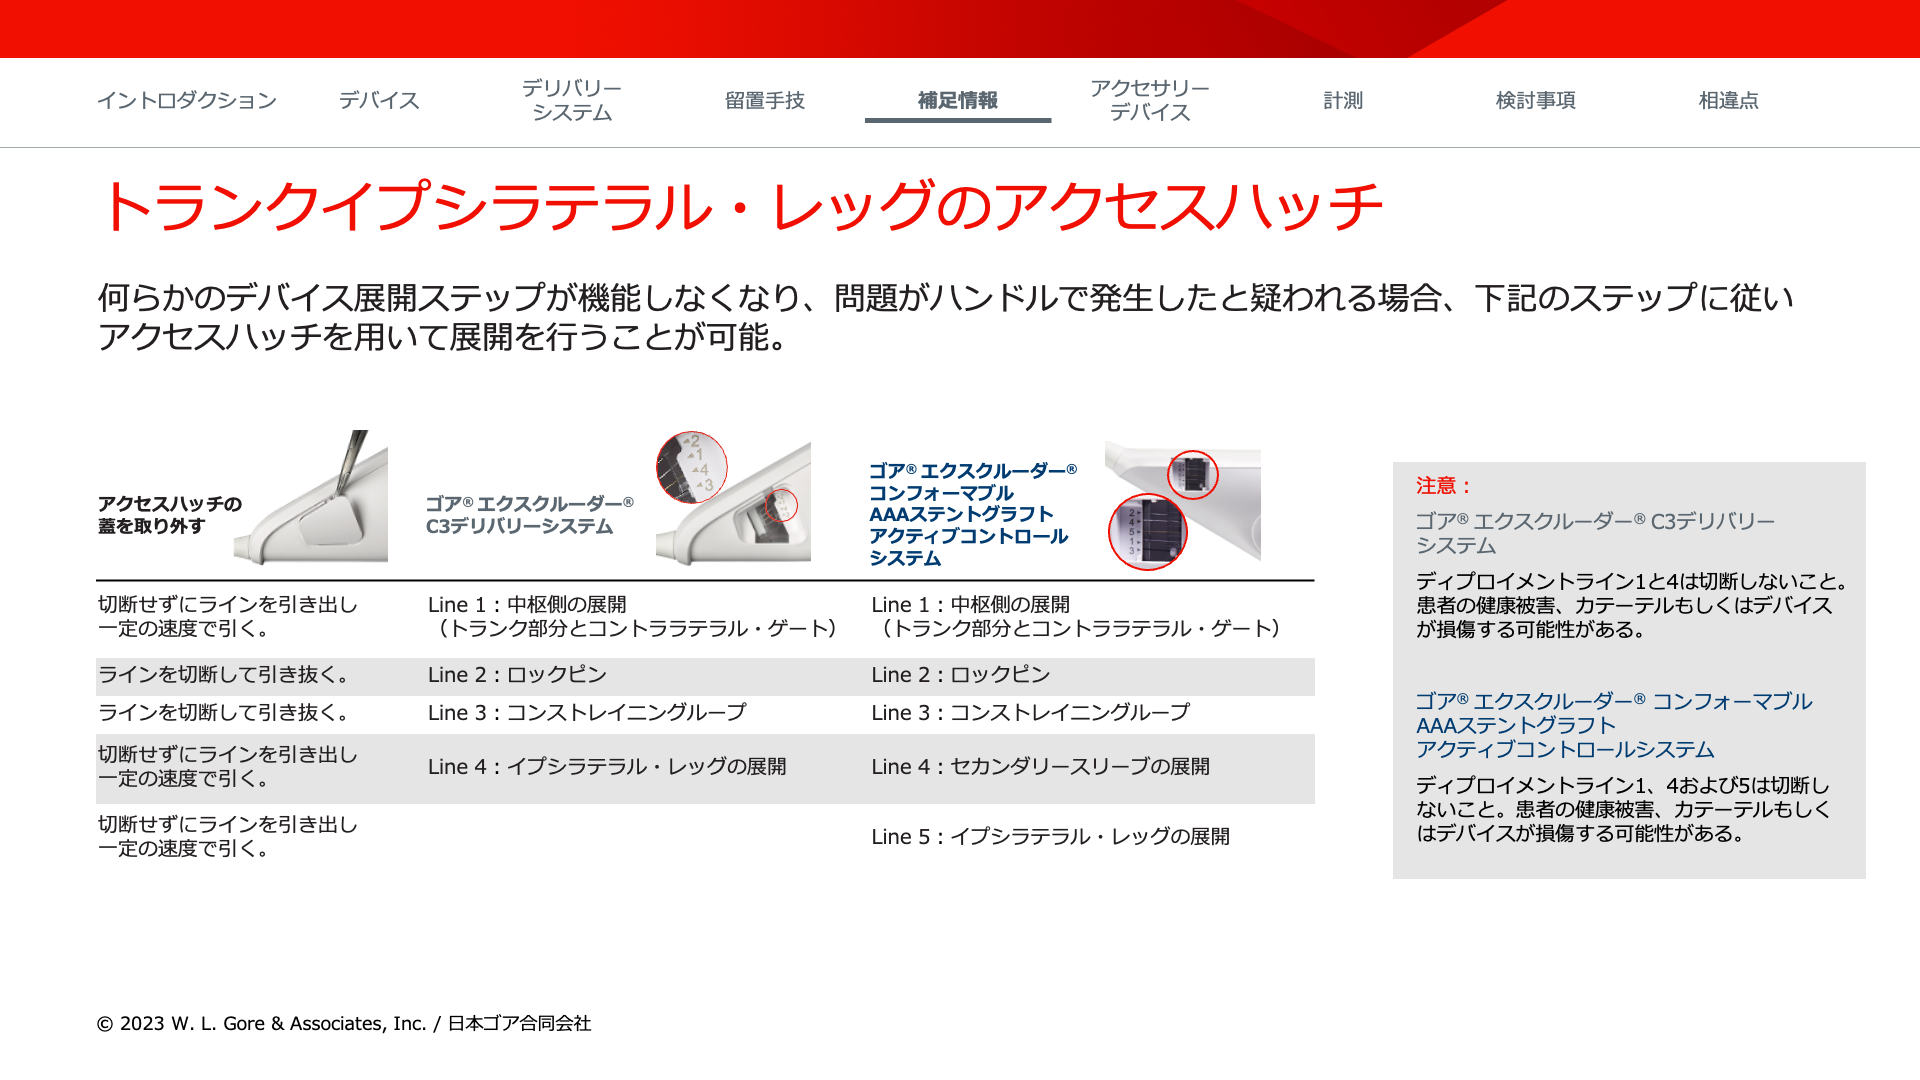 イントロダクション
デバイス
デリバリー
システム
留置手技
補足情報
アクセサリー
デバイス
計測
検討事項
相違点
トランクイプシラテラル・レッグのアクセスハッチ
何らかのデバイス展開ステップが機能しなくなり、問題がハンドルで発生したと疑われる場合、下記のステップに従い
アクセスハッチを用いて展開を行うことが可能。
アクセスハッチの
蓋を取り外す
ゴア® エクスクルーダー®
C3デリバリーシステム
2
1
4
3
ゴア® エクスクルーダー®
コンフォーマブル
AAAステントグラフト
アクティブコントロール
システム
2
4
5
1
3
切断せずにラインを引き出し
一定の速度で引く。
Line 1：中枢側の展開
（トランク部分とコントララテラル・ゲート）
Line 1：中枢側の展開
（トランク部分とコントララテラル・ゲート）
ラインを切断して引き抜く。
Line 2：ロックピン
Line 2：ロックピン
ラインを切断して引き抜く。
Line 3：コンストレイニングループ
Line 3：コンストレイニングループ
切断せずにラインを引き出し
一定の速度で引く。
Line 4：イプシラテラル・レッグの展開
Line 4：セカンダリースリーブの展開
切断せずにラインを引き出し
一定の速度で引く。
Line 5：イプシラテラル・レッグの展開
注意：
ゴア® エクスクルーダー® C3デリバリー
システム
ディプロイメントライン1と4は切断しないこと。
患者の健康被害、カテーテルもしくはデバイス
が損傷する可能性がある。
ゴア® エクスクルーダー® コンフォーマブル
AAAステントグラフト
アクティブコントロールシステム
ディプロイメントライン1、4および5は切断し
ないこと。患者の健康被害、カテーテルもしく
はデバイスが損傷する可能性がある。
© 2023 W. L. Gore & Associates, Inc. / 日本ゴア合同会社